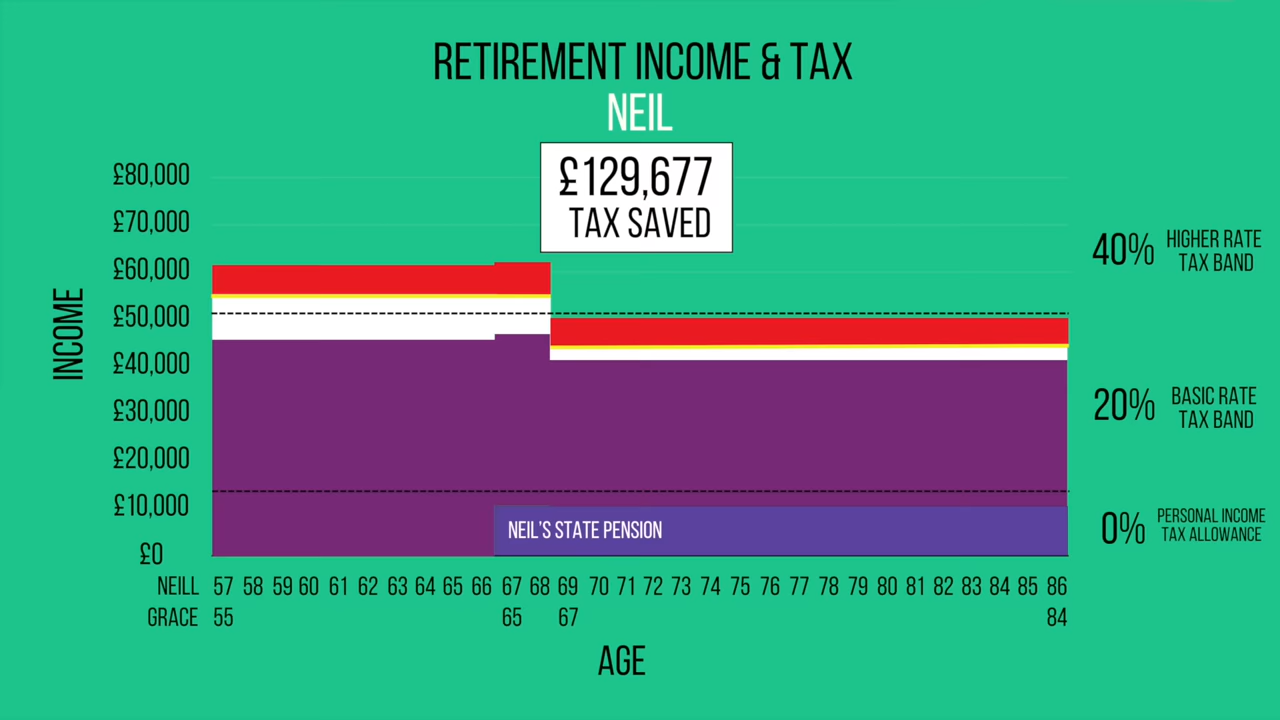 RETIREMENT INCOME & TAX
NEIL
£129,677
TAX SAVED
£80,000
£70,000
£60,000
£50,000
£40,000
£30,000
£20,000
£10,000
£0
INCOME
40% HIGHER RATE
TAX BAND
20% BASIC RATE
TAX BAND
0% PERSONAL INCOME
TAX ALLOWANCE
NEIL'S STATE PENSION
NEILL 57 58 59 60 61 62 63 64 65 66 67 68 69 70 71 72 73 74 75 76 77 78 79 80 81 82 83 84 85 86
GRACE 55 65 67 84
AGE